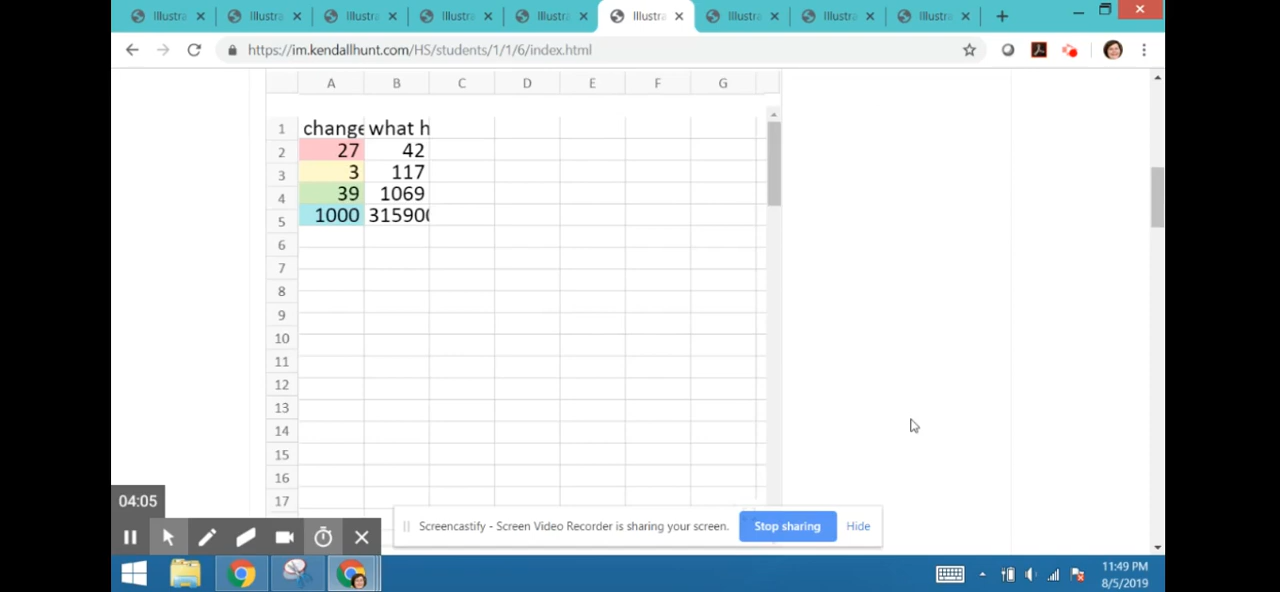 Illustra Illustra Illustra Illustra Illustra Illustra Illustra Illustra Illustra
https://im.kendallhunt.com/HS/students/1/1/6/index.html
A B C D E F G
1 change what h
2 27 42
3 3 117
4 39 1069
5 1000 315900
6
7
8
9
10
11
12
13
14
15
16
17
04:05
Screencastify - Screen Video Recorder is sharing your screen. Stop sharing Hide
11:49 PM
8/5/2019